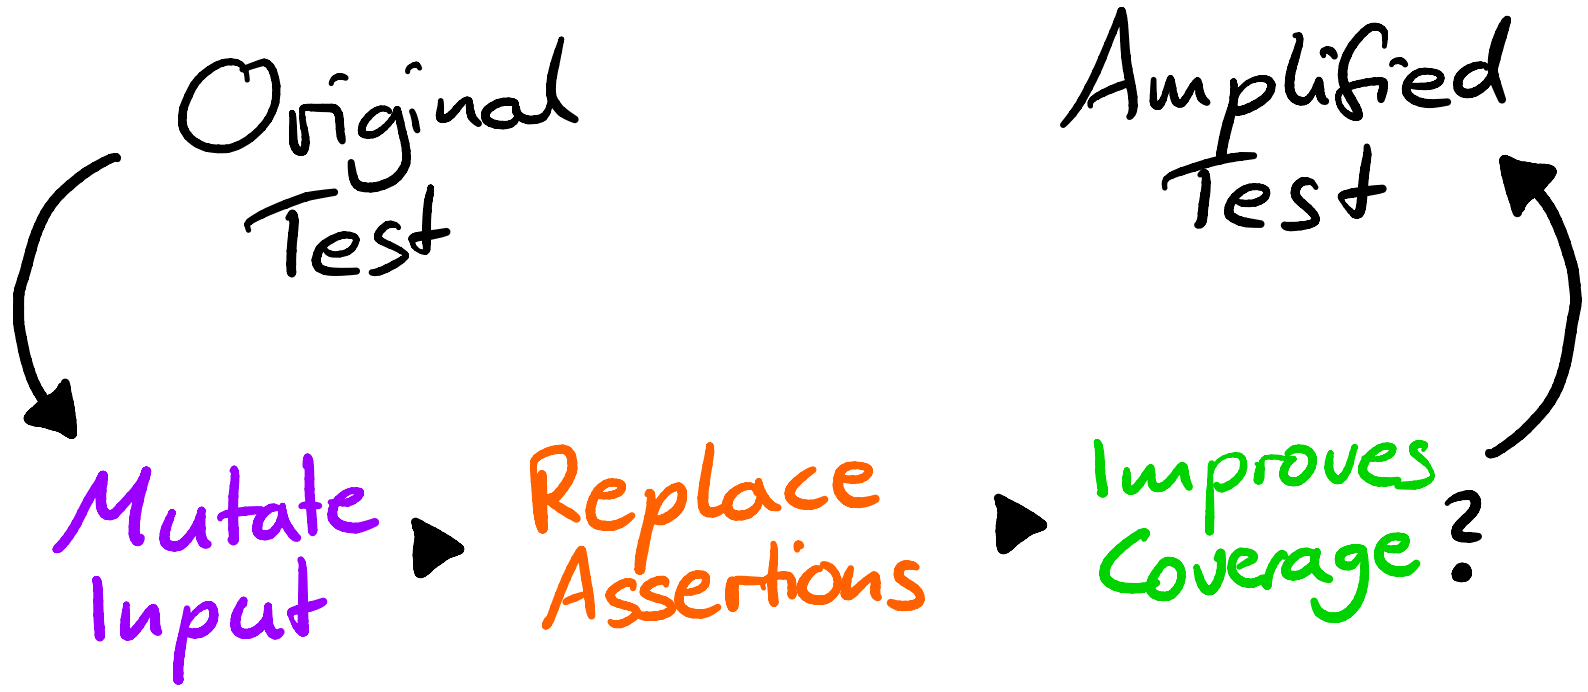 Original
Test
Amplified
Test
Mutate
Input
Replace
Assertions
Improves
Coverage?